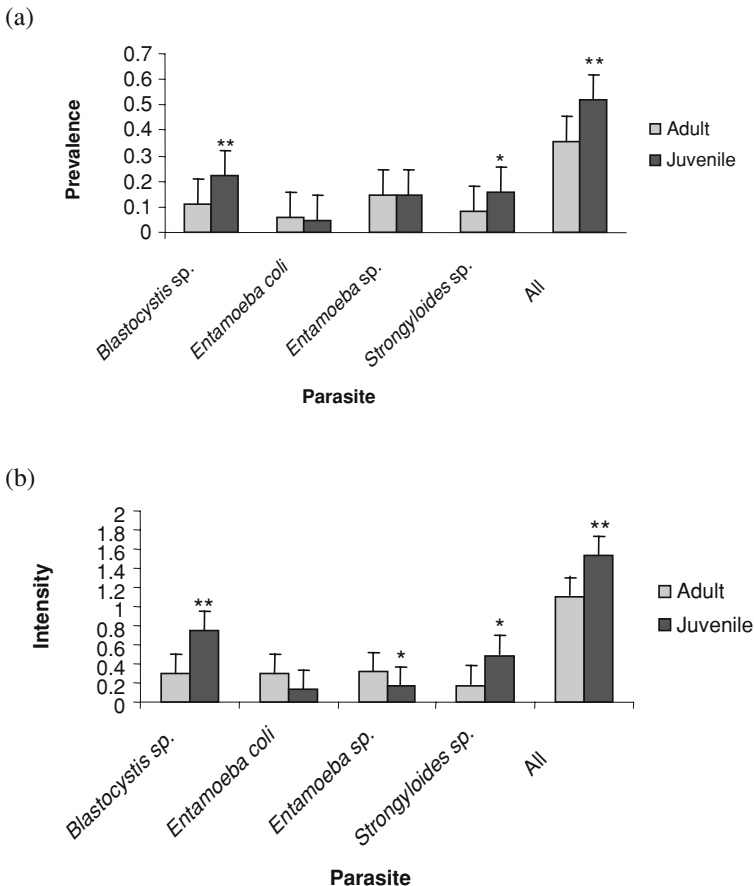 (a)
0.7
0.6
0.5
0.4
0.3
0.2
0.1
0
Prevalence
**
*
**
Adult
Juvenile
Blastocystis sp.
Entamoeba coli
Entamoeba sp.
Strongyloides sp.
All
Parasite
(b)
2
1.8
1.6
1.4
1.2
1
0.8
0.6
0.4
0.2
0
Intensity
**
*
*
**
Adult
Juvenile
Blastocystis sp.
Entamoeba coli
Entamoeba sp.
Strongyloides sp.
All
Parasite